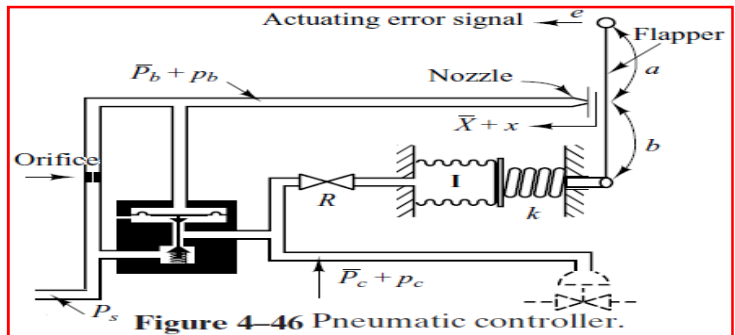 Actuating error signal e
Flapper
P̅b + pb
Nozzle
a
X̅ + x
b
Orifice
I
R
k
P̅c + pc
Ps
Figure 4–46 Pneumatic controller.